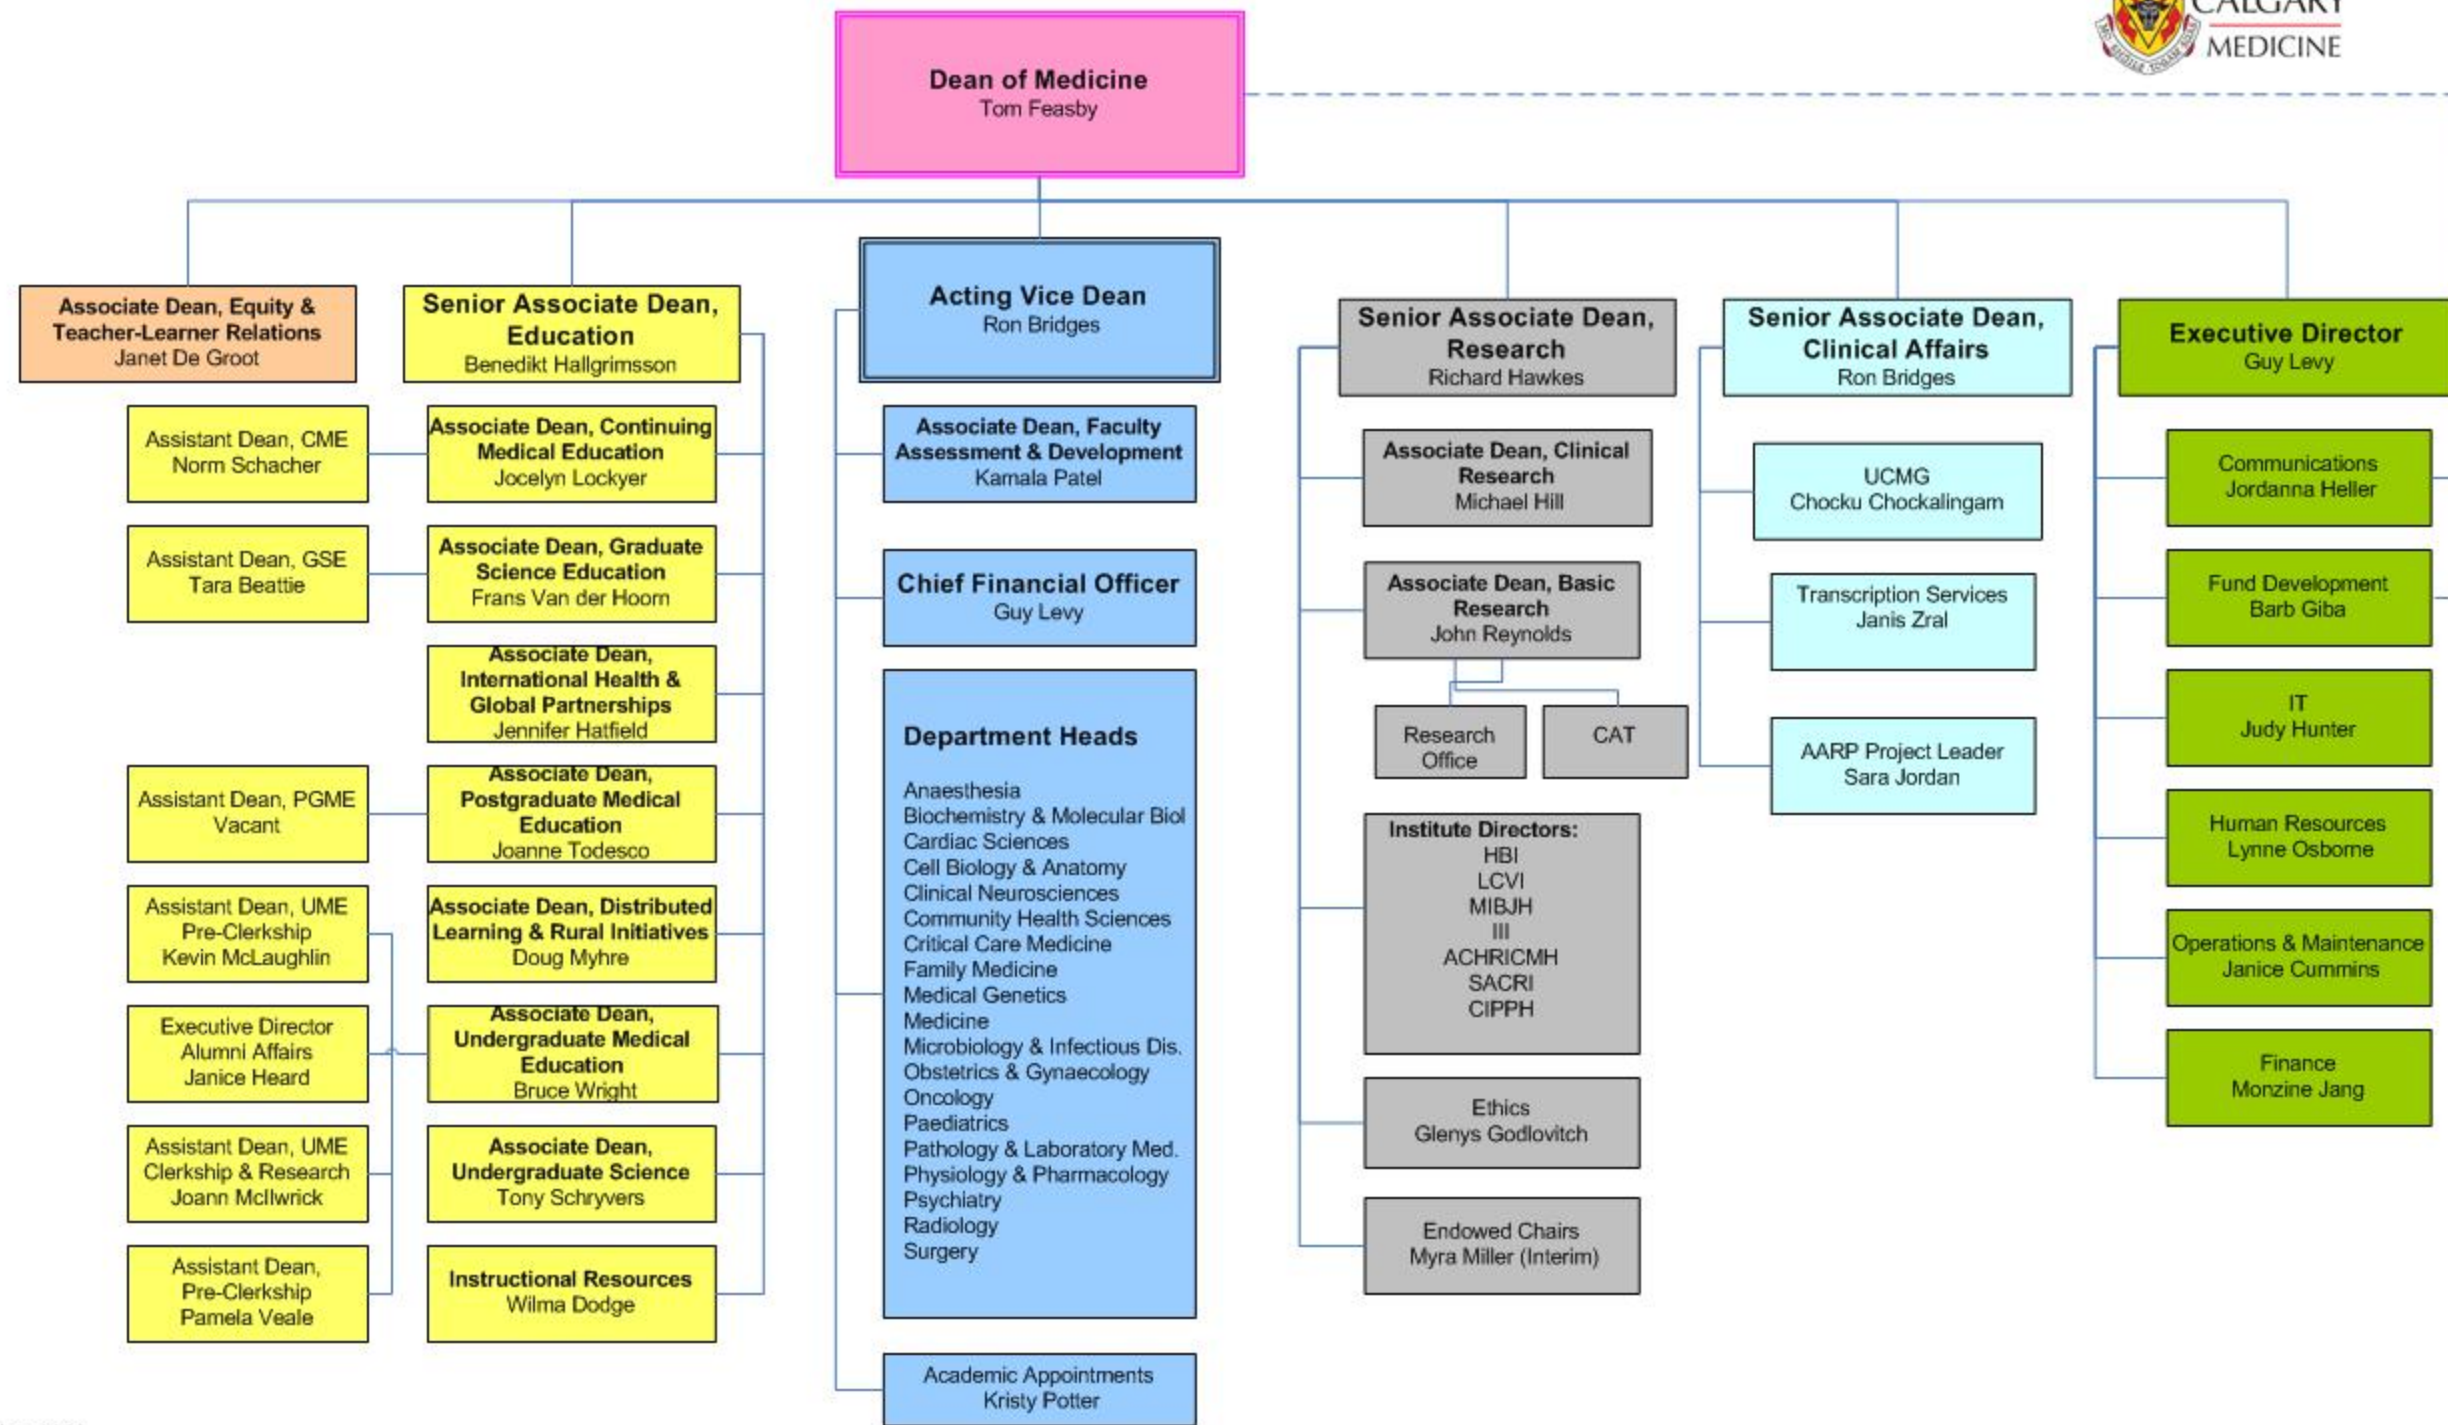 CALGARY
MEDICINE
Dean of Medicine
Tom Feasby
Associate Dean, Equity &
Teacher-Learner Relations
Janet De Groot
Senior Associate Dean,
Education
Benedikt Hallgrimsson
Assistant Dean, CME
Norm Schacher
Associate Dean, Continuing
Medical Education
Jocelyn Lockyer
Assistant Dean, GSE
Tara Beattie
Associate Dean, Graduate
Science Education
Frans Van der Hoorn
Associate Dean,
International Health &
Global Partnerships
Jennifer Hatfield
Assistant Dean, PGME
Vacant
Associate Dean,
Postgraduate Medical
Education
Joanne Todesco
Assistant Dean, UME
Pre-Clerkship
Kevin McLaughlin
Associate Dean, Distributed
Learning & Rural Initiatives
Doug Myhre
Executive Director
Alumni Affairs
Janice Heard
Associate Dean,
Undergraduate Medical
Education
Bruce Wright
Assistant Dean, UME
Clerkship & Research
Joann McIlwrick
Associate Dean,
Undergraduate Science
Tony Schryvers
Assistant Dean,
Pre-Clerkship
Pamela Veale
Instructional Resources
Wilma Dodge
Acting Vice Dean
Ron Bridges
Associate Dean, Faculty
Assessment & Development
Kamala Patel
Chief Financial Officer
Guy Levy
Department Heads
Anaesthesia
Biochemistry & Molecular Biol
Cardiac Sciences
Cell Biology & Anatomy
Clinical Neurosciences
Community Health Sciences
Critical Care Medicine
Family Medicine
Medical Genetics
Medicine
Microbiology & Infectious Dis.
Obstetrics & Gynaecology
Oncology
Paediatrics
Pathology & Laboratory Med.
Physiology & Pharmacology
Psychiatry
Radiology
Surgery
Academic Appointments
Kristy Potter
Senior Associate Dean,
Research
Richard Hawkes
Associate Dean, Clinical
Research
Michael Hill
Associate Dean, Basic
Research
John Reynolds
Research
Office
CAT
Institute Directors:
HBI
LCVI
MIBJH
III
ACHRICMH
SACRI
CIPPH
Ethics
Glenys Godlovitch
Endowed Chairs
Myra Miller (Interim)
Senior Associate Dean,
Clinical Affairs
Ron Bridges
UCMG
Chocku Chockalingam
Transcription Services
Janis Zral
AARP Project Leader
Sara Jordan
Executive Director
Guy Levy
Communications
Jordanna Heller
Fund Development
Barb Giba
IT
Judy Hunter
Human Resources
Lynne Osborne
Operations & Maintenance
Janice Cummins
Finance
Monzine Jang